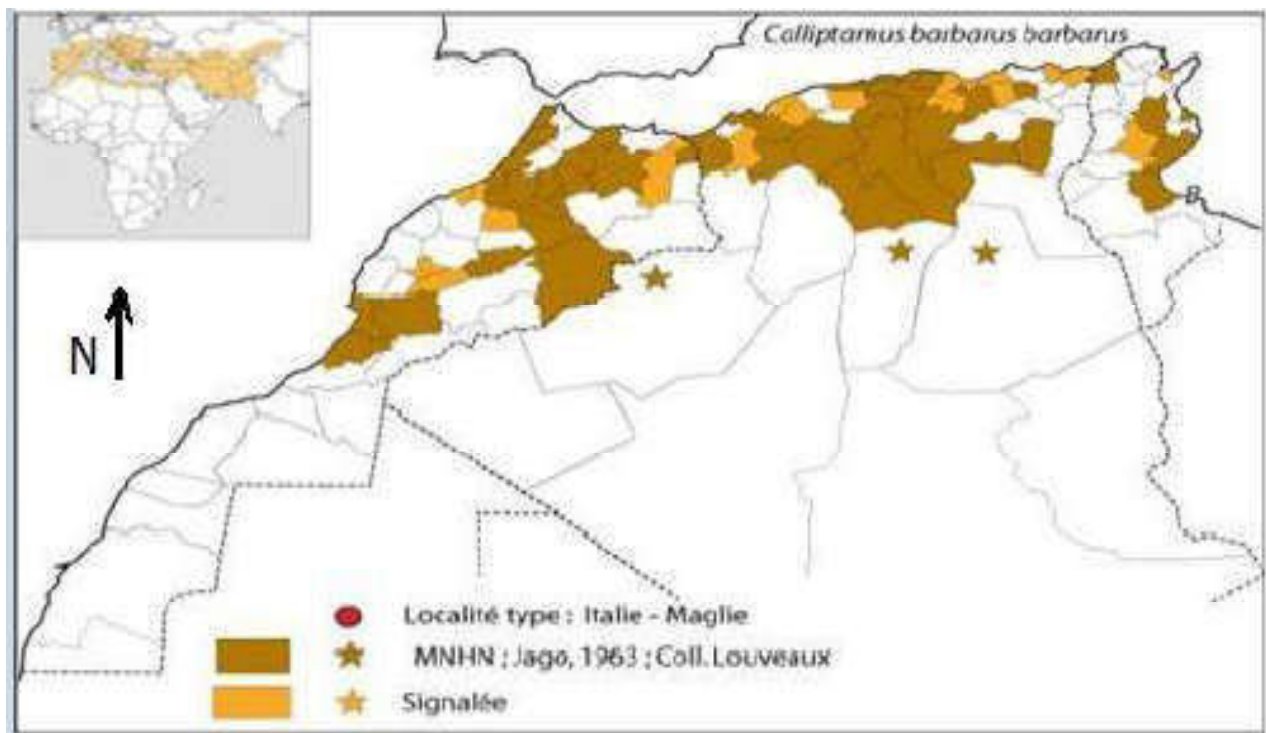 Calliptamus barbarus barbarus
N
Localité type : Italie - Maglie
MNHN ; Jago, 1963 ; Coll. Louveaux
Signalée